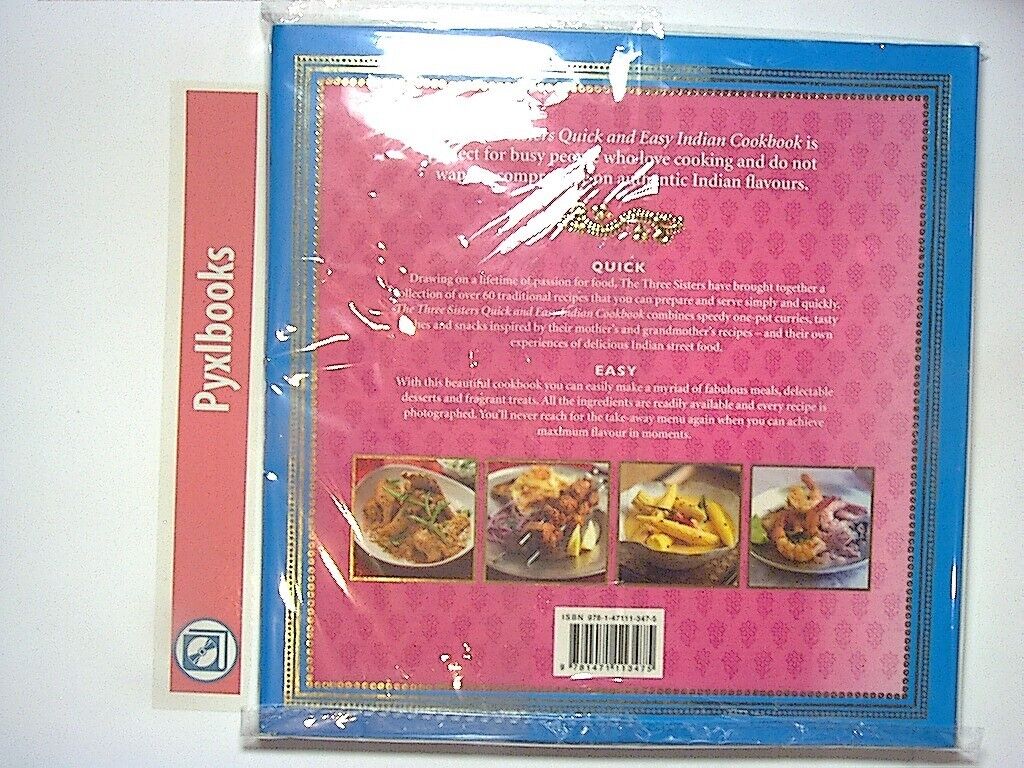 Pyxlbooks
Quick and Easy Indian Cookbook is
for busy people who love cooking and do not
on authentic Indian flavours.
QUICK
Drawing on a lifetime of passion for food, The Three Sisters have brought together a
collection of over 60 traditional recipes that you can prepare and serve simply and quickly.
The Three Sisters Quick and Easy Indian Cookbook combines speedy one-pot curries, tasty
and snacks inspired by their mother's and grandmother's recipes – and their own
experiences of delicious Indian street food.
EASY
With this beautiful cookbook you can easily make a myriad of fabulous meals, delectable
desserts and fragrant treats. All the ingredients are readily available and every recipe is
photographed. You'll never reach for the take-away menu again when you can achieve
maximum flavour in moments.
ISBN 978-1-47111-347-5
9 781471 113475